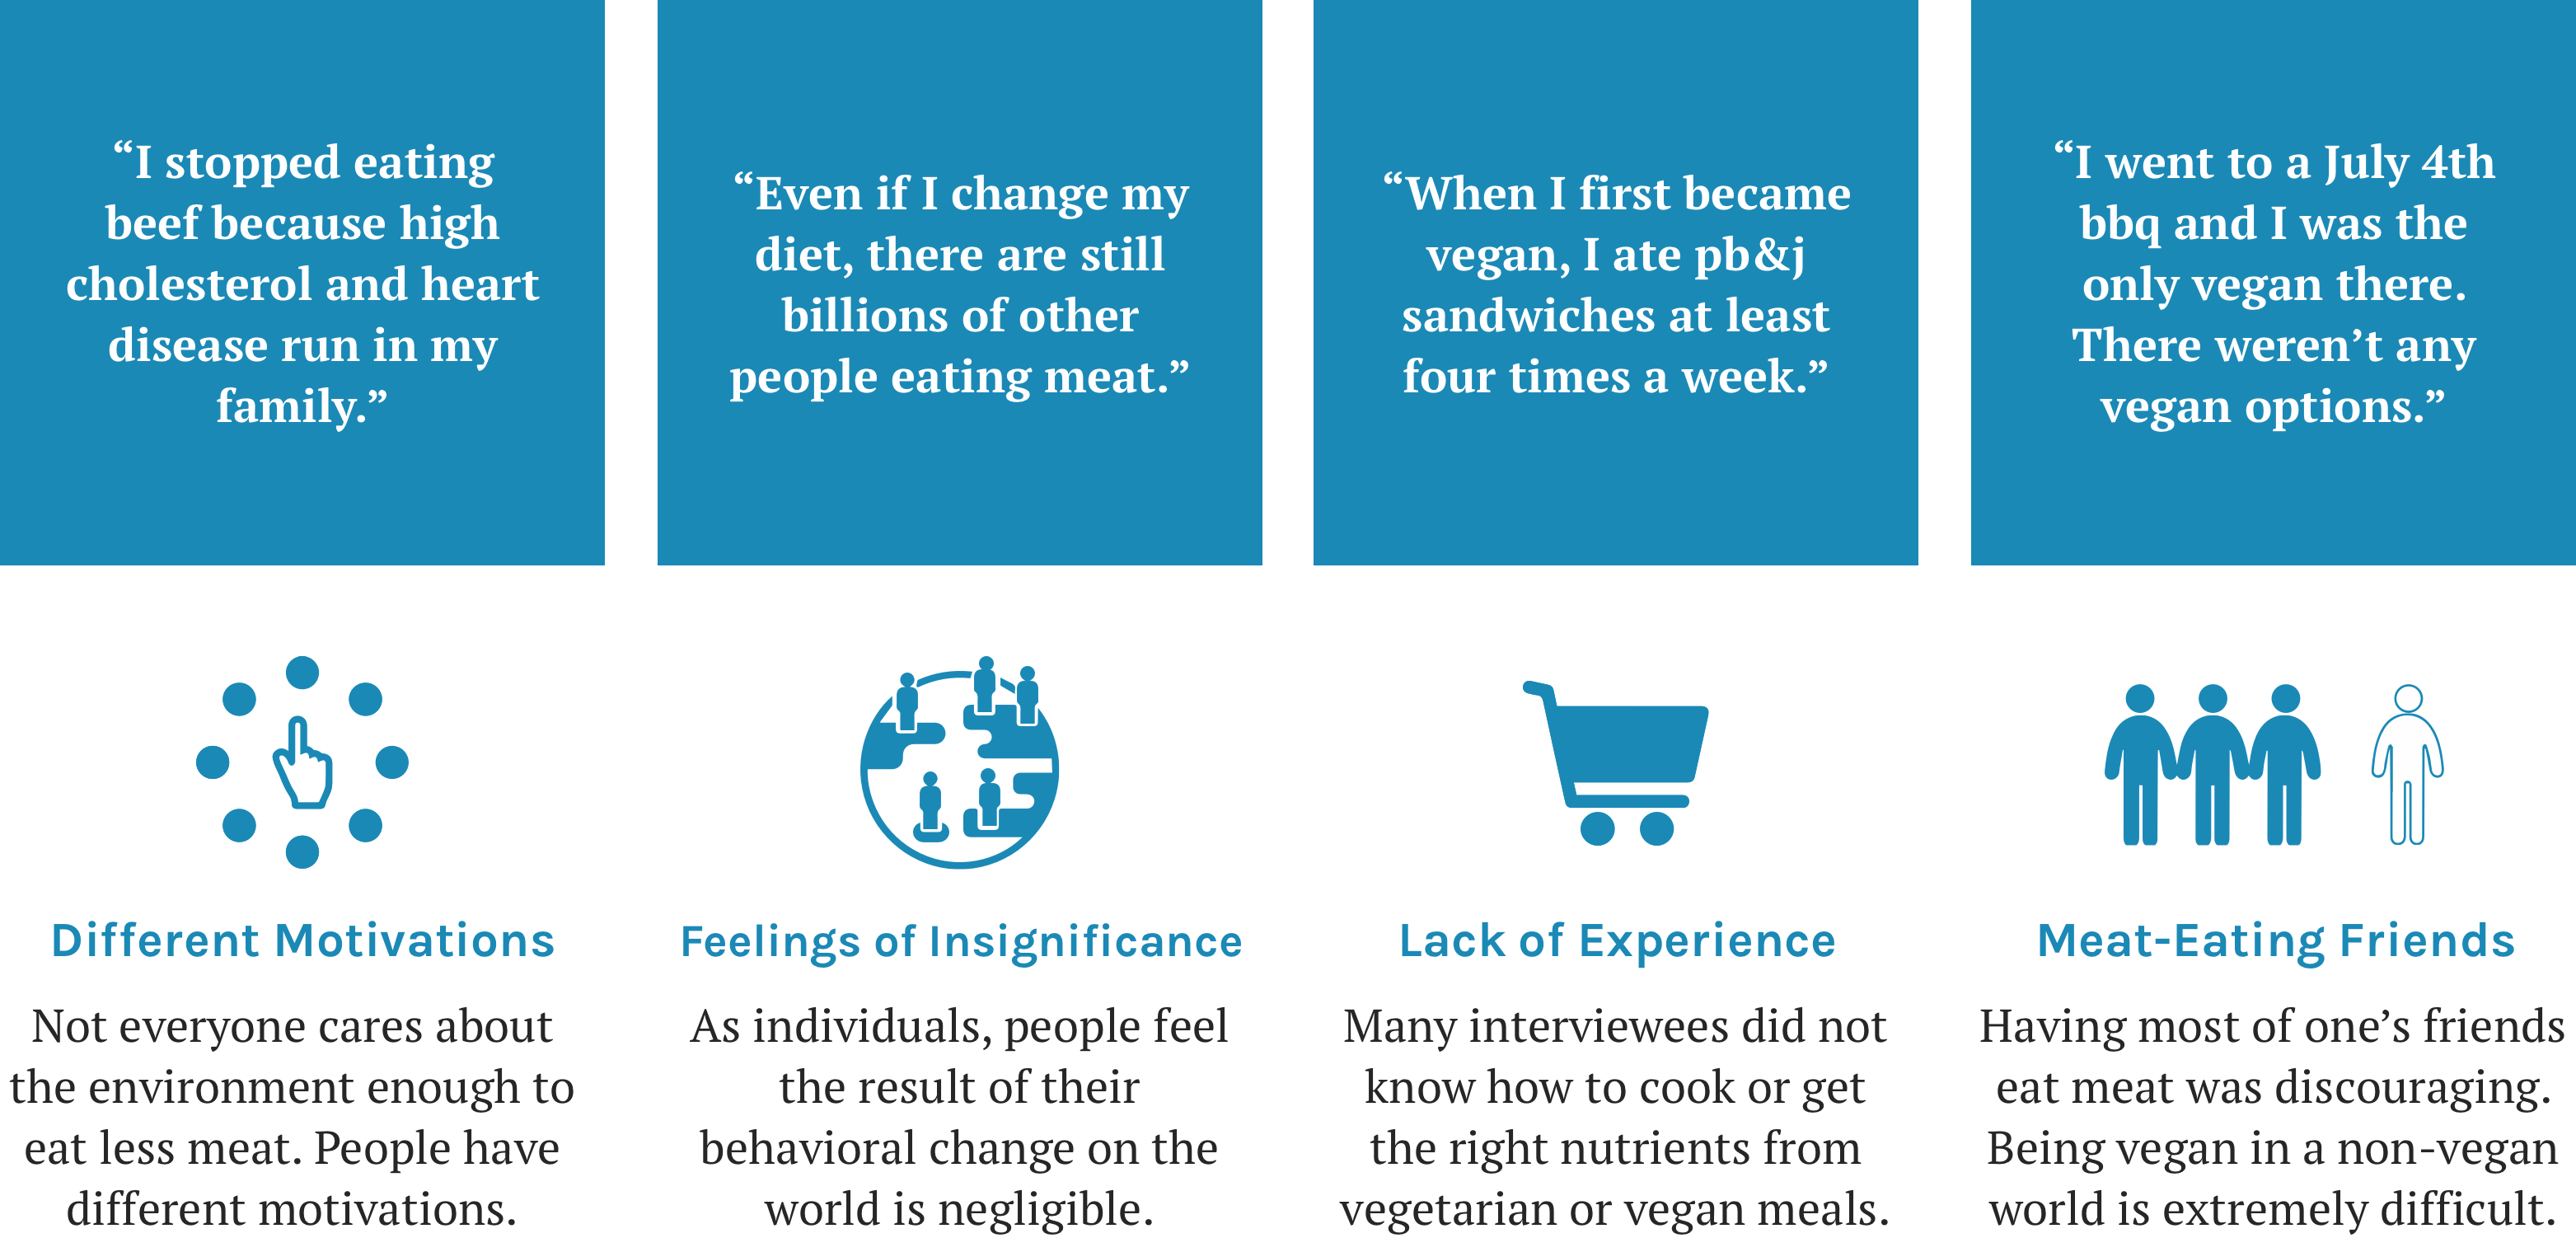 “I stopped eating
beef because high
cholesterol and heart
disease run in my
family.”
“Even if I change my
diet, there are still
billions of other
people eating meat.”
“When I first became
vegan, I ate pb&j
sandwiches at least
four times a week.”
“I went to a July 4th
bbq and I was the
only vegan there.
There weren’t any
vegan options.”
Different Motivations
Not everyone cares about
the environment enough to
eat less meat. People have
different motivations.
Feelings of Insignificance
As individuals, people feel
the result of their
behavioral change on the
world is negligible.
Lack of Experience
Many interviewees did not
know how to cook or get
the right nutrients from
vegetarian or vegan meals.
Meat-Eating Friends
Having most of one’s friends
eat meat was discouraging.
Being vegan in a non-vegan
world is extremely difficult.